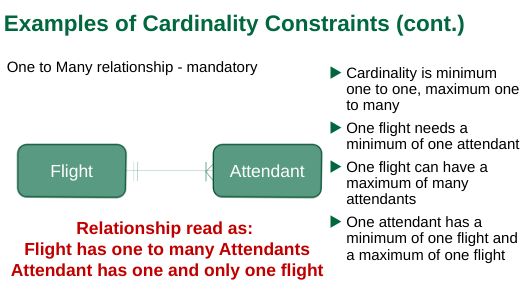 Examples of Cardinality Constraints (cont.)
One to Many relationship - mandatory
Flight
Attendant
Relationship read as:
Flight has one to many Attendants
Attendant has one and only one flight
Cardinality is minimum
one to one, maximum one
to many
One flight needs a
minimum of one attendant
One flight can have a
maximum of many
attendants
One attendant has a
minimum of one flight and
a maximum of one flight